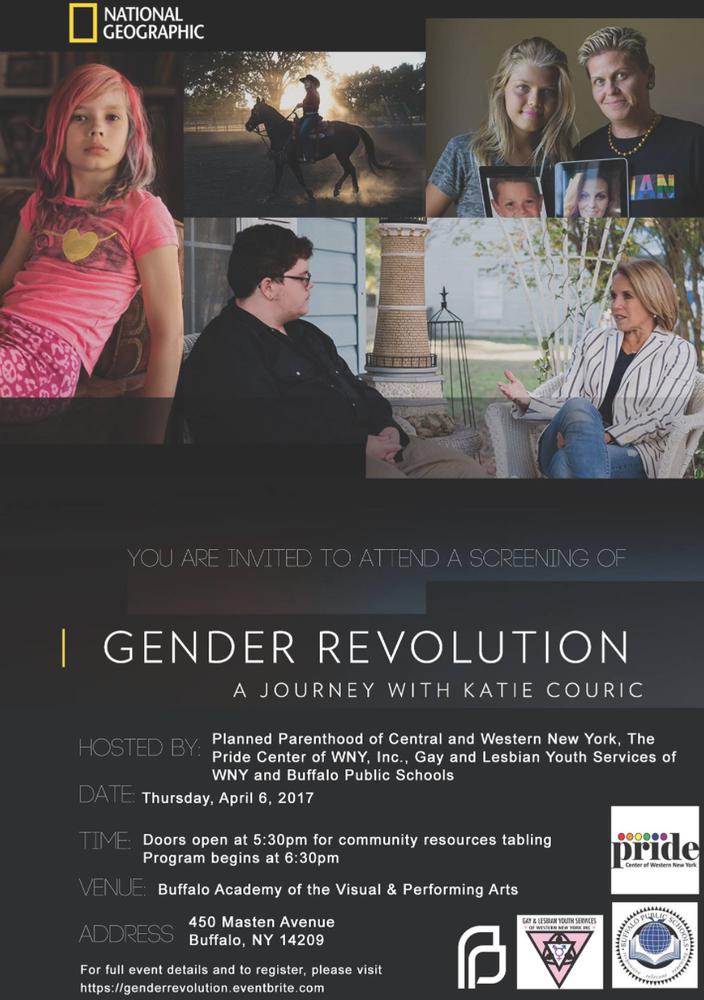 NATIONAL
GEOGRAPHIC
YOU ARE INVITED TO ATTEND A SCREENING OF
GENDER REVOLUTION
A JOURNEY WITH KATIE COURIC
HOSTED BY: Planned Parenthood of Central and Western New York, The
Pride Center of WNY, Inc., Gay and Lesbian Youth Services of
WNY and Buffalo Public Schools
DATE: Thursday, April 6, 2017
TIME: Doors open at 5:30pm for community resources tabling
Program begins at 6:30pm
VENUE: Buffalo Academy of the Visual & Performing Arts
ADDRESS 450 Masten Avenue
Buffalo, NY 14209
For full event details and to register, please visit
https://genderrevolution.eventbrite.com
pride
Center of Western New York
GAY & LESBIAN YOUTH SERVICES
OF WESTERN NEW YORK INC
BUFFALO PUBLIC SCHOOLS